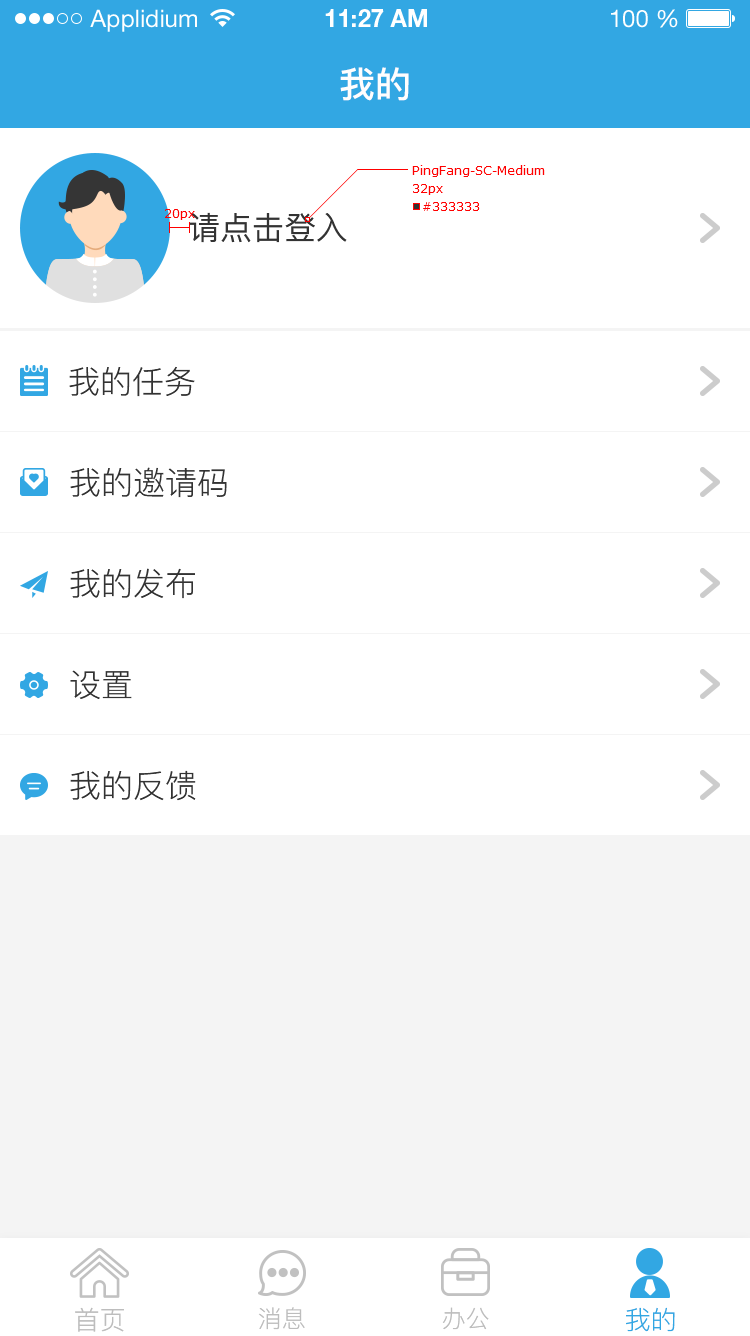 Applidium 11:27 AM 100 %
我的
PingFang-SC-Medium
32px
#333333
20px
请点击登入
我的任务
我的邀请码
我的发布
设置
我的反馈
首页 消息 办公 我的